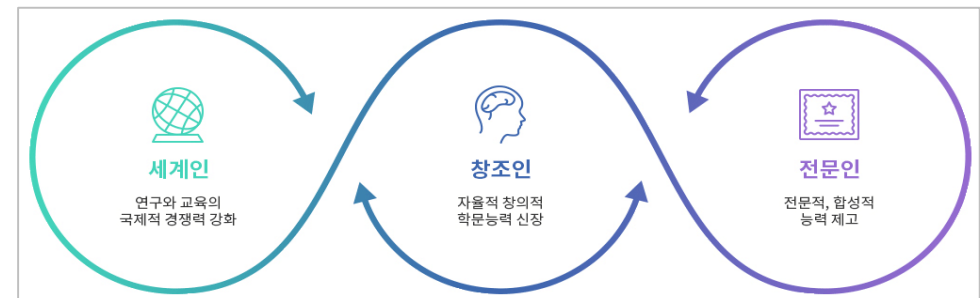 세계인
연구와 교육의
국제적 경쟁력 강화
창조인
자율적 창의적
학문능력 신장
전문인
전문적, 합성적
능력 제고